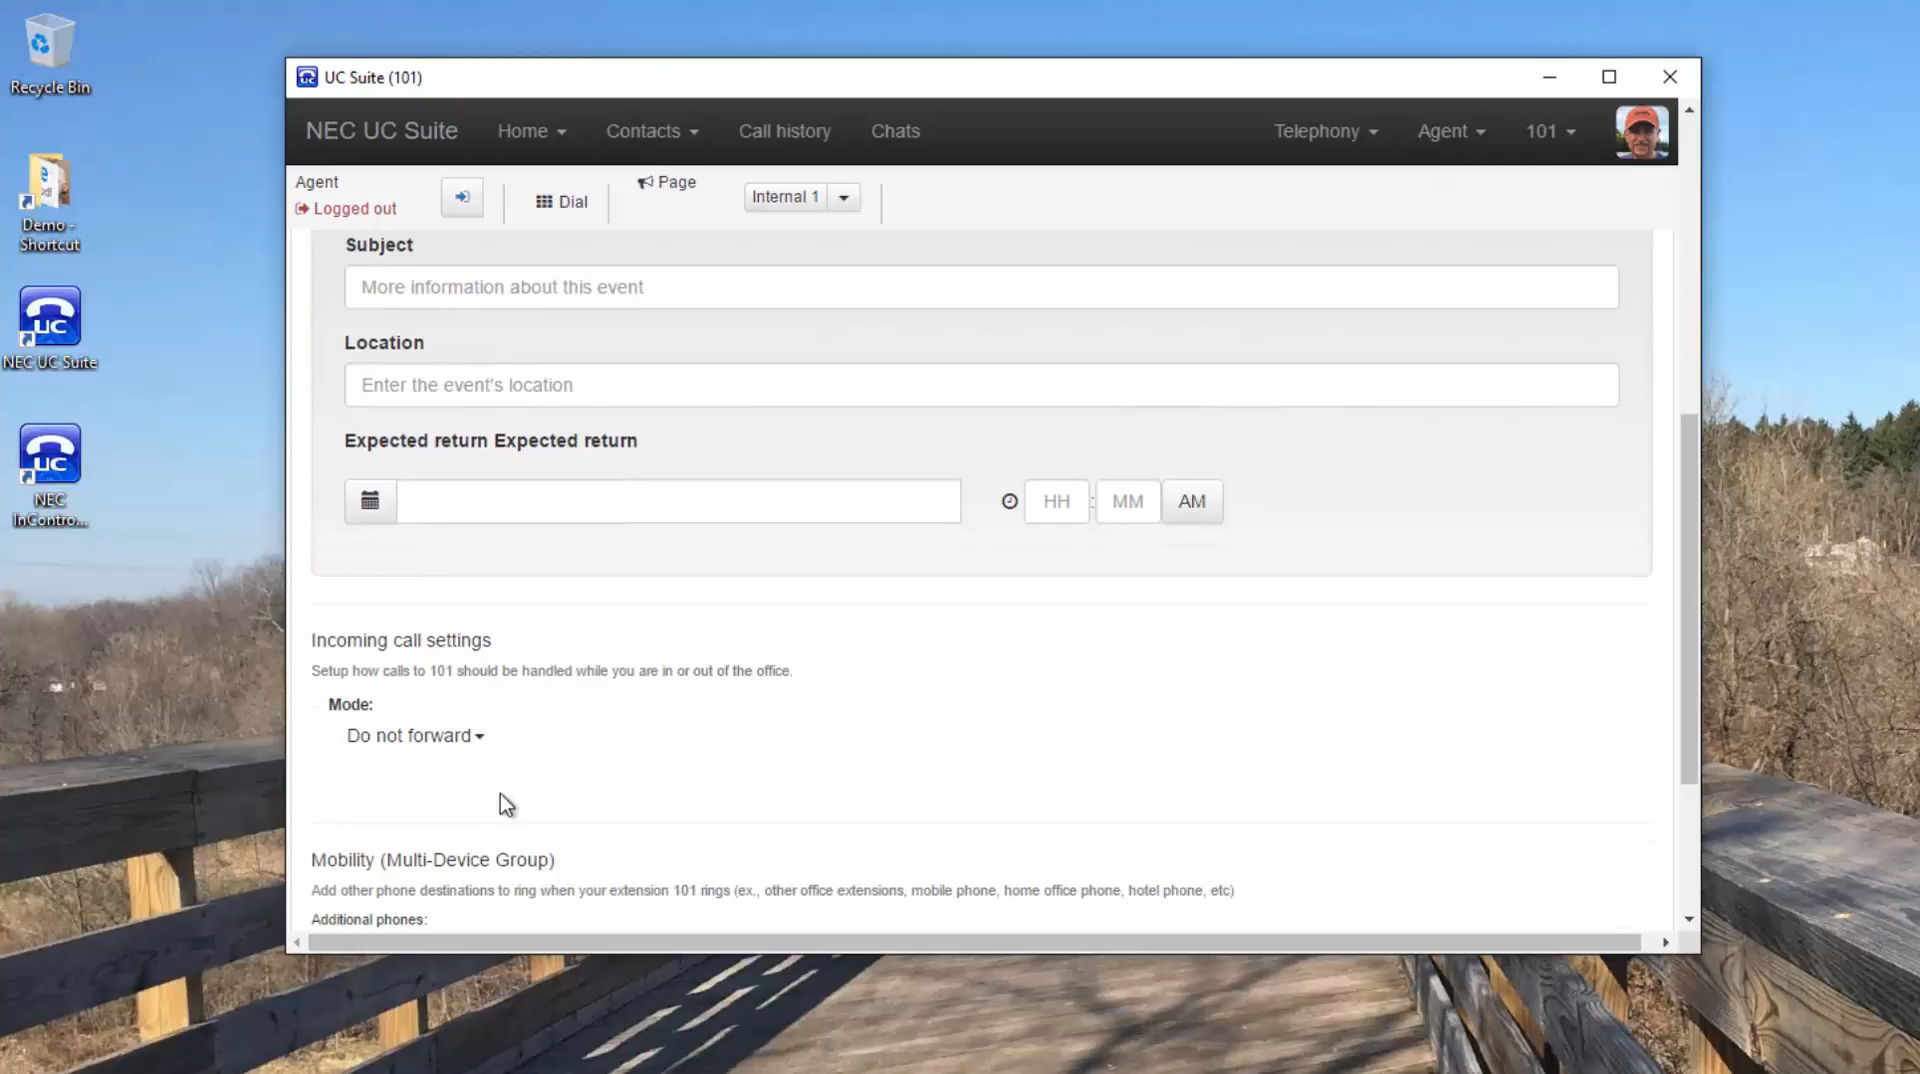 Recycle Bin
Demo -
Shortcut
UC
NEC UC Suite
UC
NEC
InContro...
UC Suite (101)
NEC UC Suite
Home
Contacts
Call history
Chats
Telephony
Agent
101
Agent
Logged out
Dial
Page
Internal 1
Subject
More information about this event
Location
Enter the event's location
Expected return Expected return
HH : MM AM
Incoming call settings
Setup how calls to 101 should be handled while you are in or out of the office.
Mode:
Do not forward
Mobility (Multi-Device Group)
Add other phone destinations to ring when your extension 101 rings (ex., other office extensions, mobile phone, home office phone, hotel phone, etc)
Additional phones: